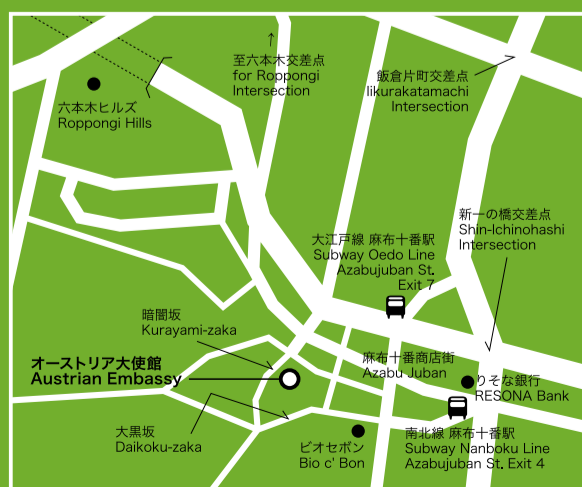 ↑
至六本木交差点
for Roppongi
Intersection
飯倉片町交差点
Iikurakatamachi
Intersection
六本木ヒルズ
Roppongi Hills
新一の橋交差点
Shin-Ichinohashi
Intersection
大江戸線 麻布十番駅
Subway Oedo Line
Azabujuban St.
Exit 7
暗闇坂
Kurayami-zaka
オーストリア大使館
Austrian Embassy
麻布十番商店街
Azabu Juban
りそな銀行
RESONA Bank
大黒坂
Daikoku-zaka
ビオセボン
Bio c' Bon
南北線 麻布十番駅
Subway Nanboku Line
Azabujuban St. Exit 4